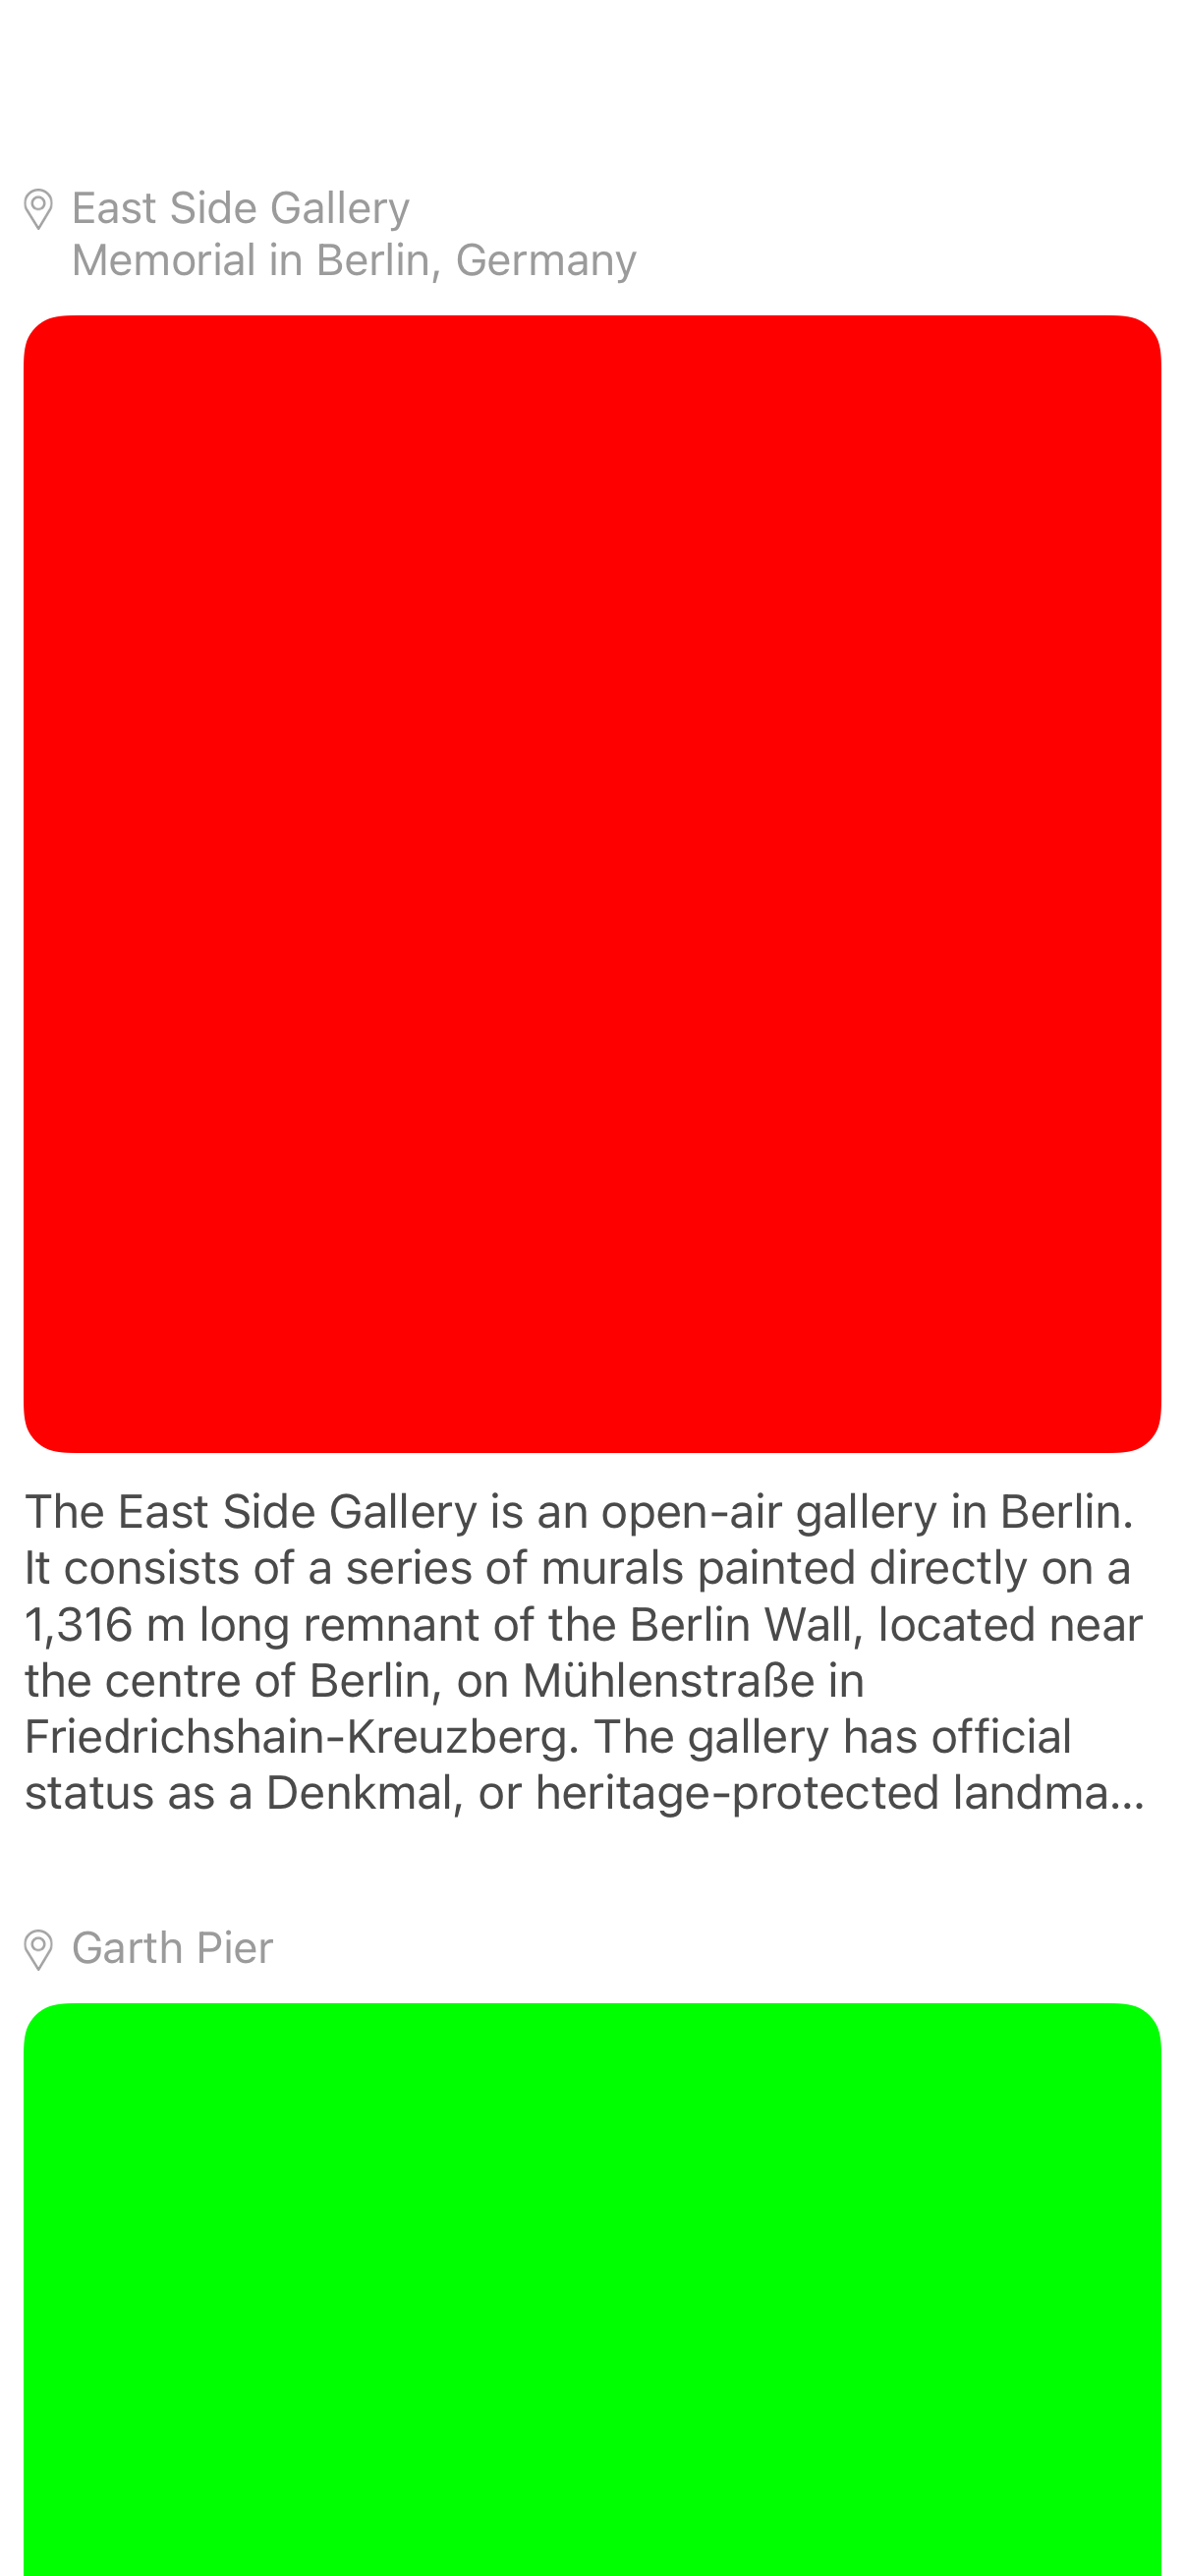 East Side Gallery
Memorial in Berlin, Germany
The East Side Gallery is an open-air gallery in Berlin.
It consists of a series of murals painted directly on a
1,316 m long remnant of the Berlin Wall, located near
the centre of Berlin, on Mühlenstraße in
Friedrichshain-Kreuzberg. The gallery has official
status as a Denkmal, or heritage-protected landma...
Garth Pier